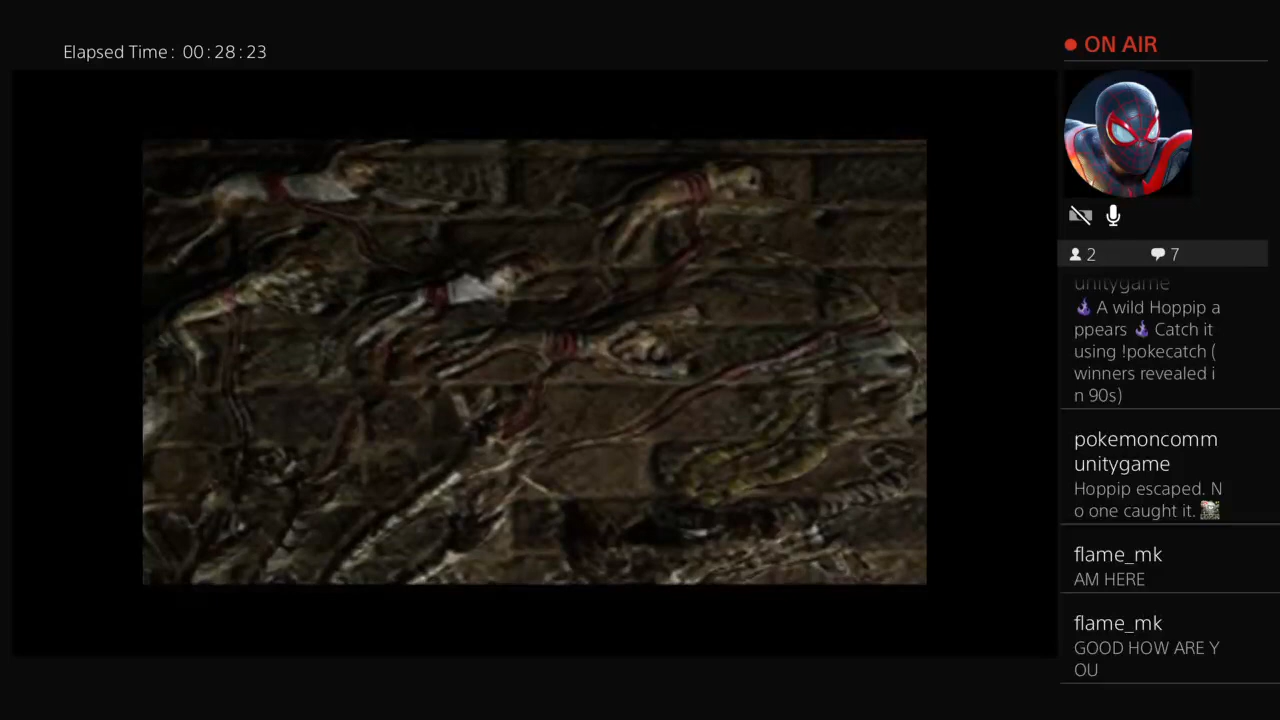 Elapsed Time: 00:28:23
ON AIR
2
7
unitygame
A wild Hoppip a
ppears Catch it
using !pokecatch (
winners revealed i
n 90s)
pokemoncomm
unitygame
Hoppip escaped. N
o one caught it.
flame_mk
AM HERE
flame_mk
GOOD HOW ARE Y
OU